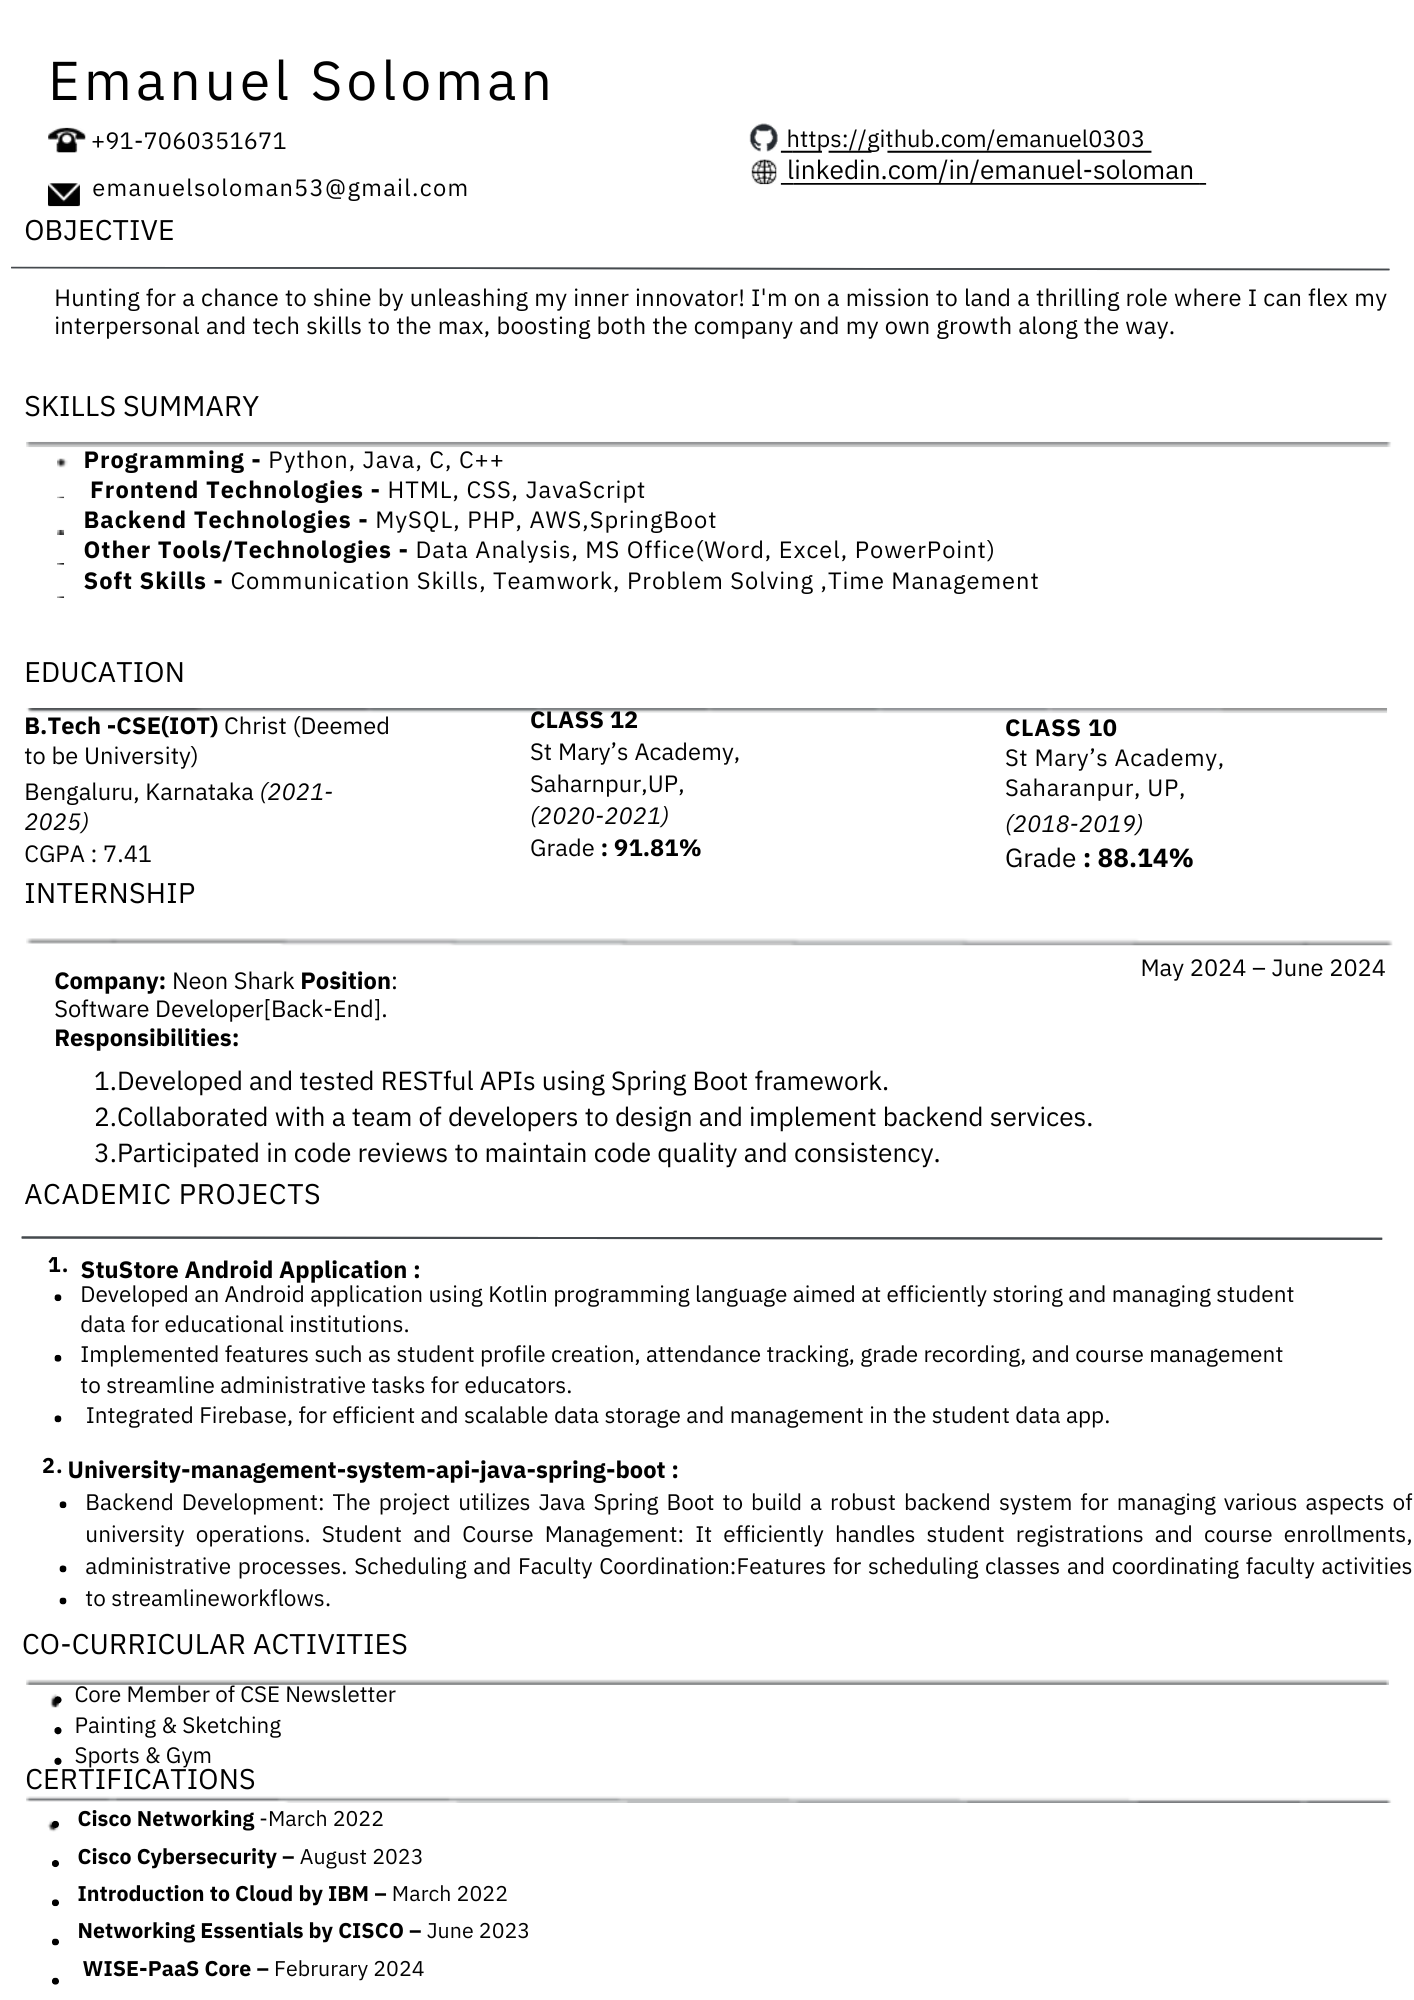 Emanuel Soloman
+91-7060351671
https://github.com/emanuel0303
linkedin.com/in/emanuel-soloman
emanuelsoloman53@gmail.com
OBJECTIVE
Hunting for a chance to shine by unleashing my inner innovator! I'm on a mission to land a thrilling role where I can flex my
interpersonal and tech skills to the max, boosting both the company and my own growth along the way.
SKILLS SUMMARY
Programming - Python, Java, C, C++
Frontend Technologies - HTML, CSS, JavaScript
Backend Technologies - MySQL, PHP, AWS,SpringBoot
Other Tools/Technologies - Data Analysis, MS Office(Word, Excel, PowerPoint)
Soft Skills - Communication Skills, Teamwork, Problem Solving ,Time Management
EDUCATION
B.Tech -CSE(IOT) Christ (Deemed
to be University)
Bengaluru, Karnataka (2021-
2025)
CGPA : 7.41
CLASS 12
St Mary’s Academy,
Saharnpur,UP,
(2020-2021)
Grade : 91.81%
CLASS 10
St Mary’s Academy,
Saharanpur, UP,
(2018-2019)
Grade : 88.14%
INTERNSHIP
May 2024 – June 2024
Company: Neon Shark Position:
Software Developer[Back-End].
Responsibilities:
1.Developed and tested RESTful APIs using Spring Boot framework.
2.Collaborated with a team of developers to design and implement backend services.
3.Participated in code reviews to maintain code quality and consistency.
ACADEMIC PROJECTS
1. StuStore Android Application :
• Developed an Android application using Kotlin programming language aimed at efficiently storing and managing student
data for educational institutions.
• Implemented features such as student profile creation, attendance tracking, grade recording, and course management
to streamline administrative tasks for educators.
• Integrated Firebase, for efficient and scalable data storage and management in the student data app.
2. University-management-system-api-java-spring-boot :
• Backend Development: The project utilizes Java Spring Boot to build a robust backend system for managing various aspects of
university operations. Student and Course Management: It efficiently handles student registrations and course enrollments,
• administrative processes. Scheduling and Faculty Coordination:Features for scheduling classes and coordinating faculty activities
• to streamlineworkflows.
CO-CURRICULAR ACTIVITIES
• Core Member of CSE Newsletter
• Painting & Sketching
• Sports & Gym
CERTIFICATIONS
• Cisco Networking -March 2022
• Cisco Cybersecurity – August 2023
• Introduction to Cloud by IBM – March 2022
• Networking Essentials by CISCO – June 2023
• WISE-PaaS Core – Februrary 2024